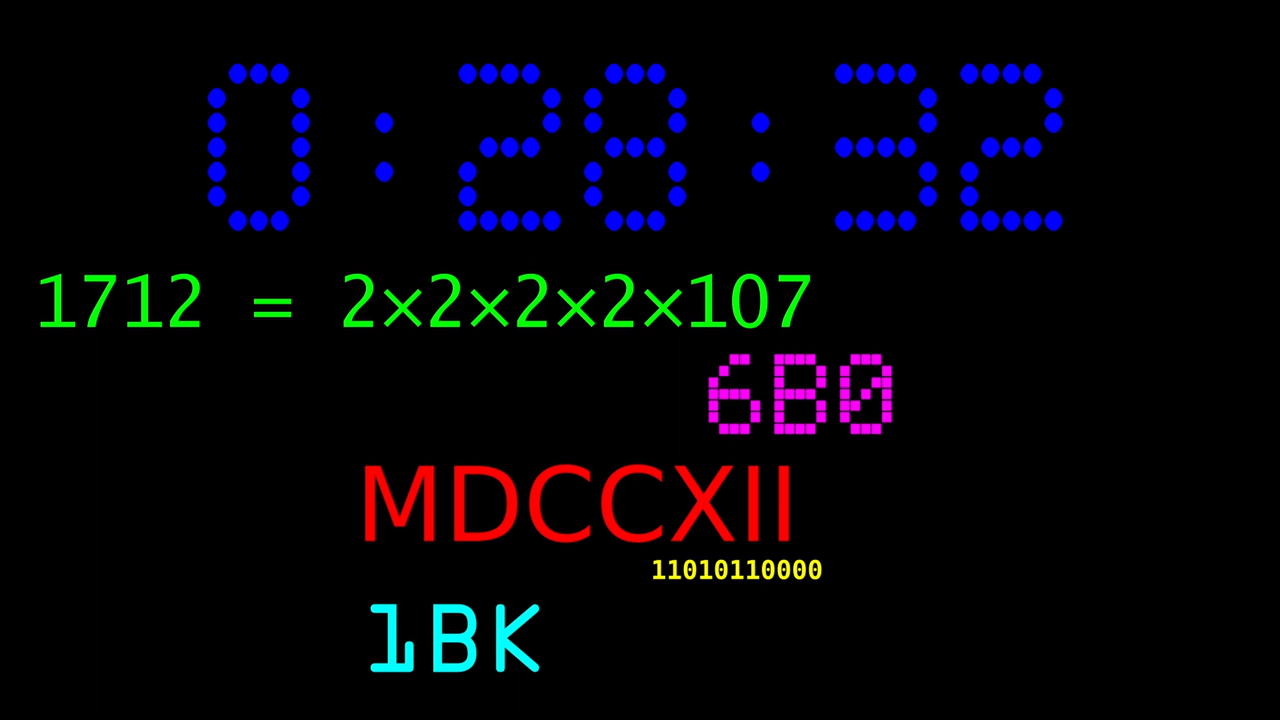 0:28:32
1712 = 2×2×2×2×107
6B0
MDCCXII
11010110000
1BK